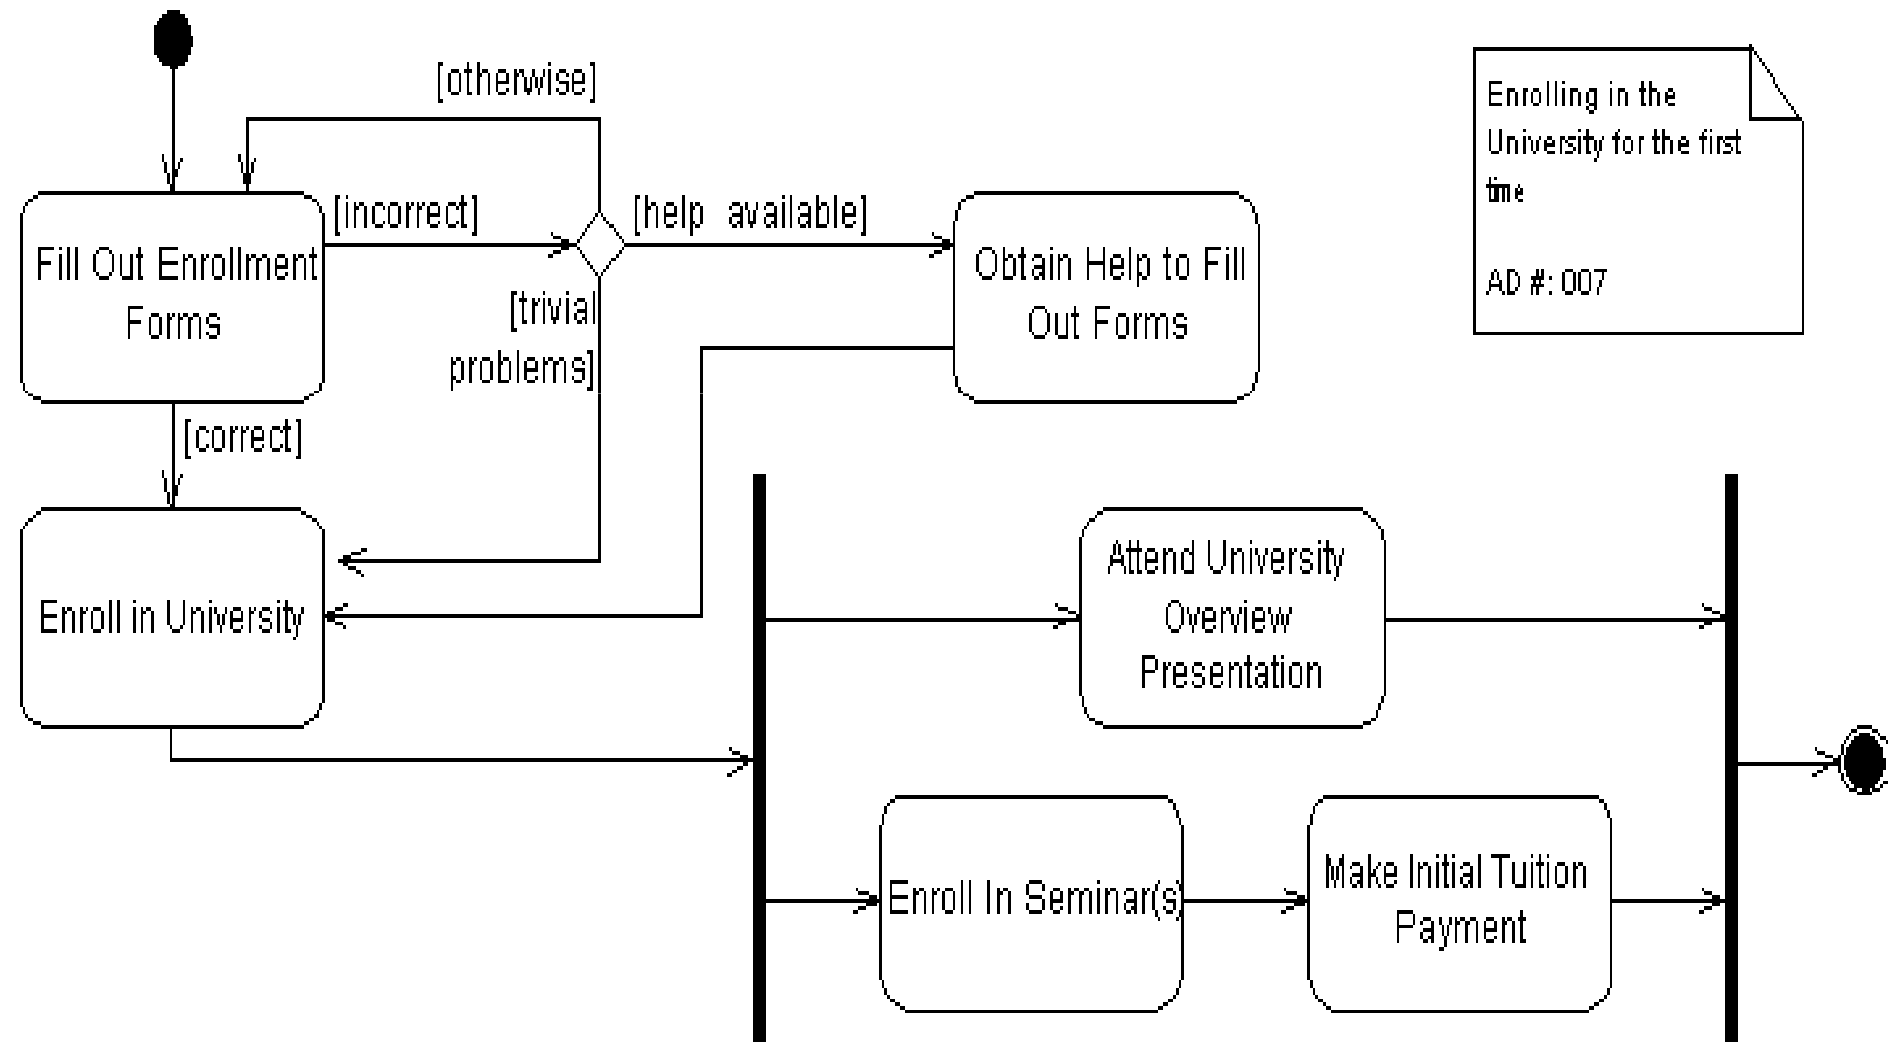 [otherwise]
Enrolling in the
University for the first
time
AD #: 007
[incorrect]
[help available]
Fill Out Enrollment
Forms
[trivial
problems]
Obtain Help to Fill
Out Forms
[correct]
Enroll in University
Attend University
Overview
Presentation
Enroll In Seminar(s)
Make Initial Tuition
Payment